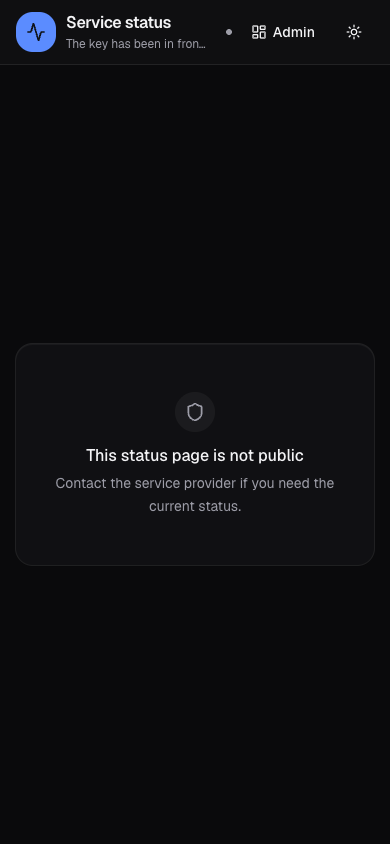 Service status
The key has been in fron...
Admin
This status page is not public
Contact the service provider if you need the
current status.